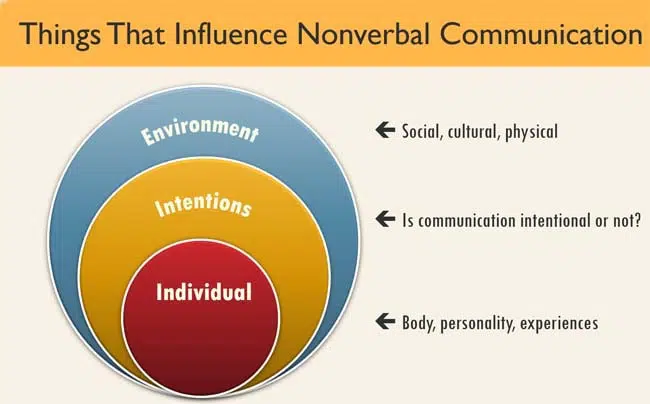 Things That Influence Nonverbal Communication
Environment
Social, cultural, physical
Intentions
Is communication intentional or not?
Individual
Body, personality, experiences